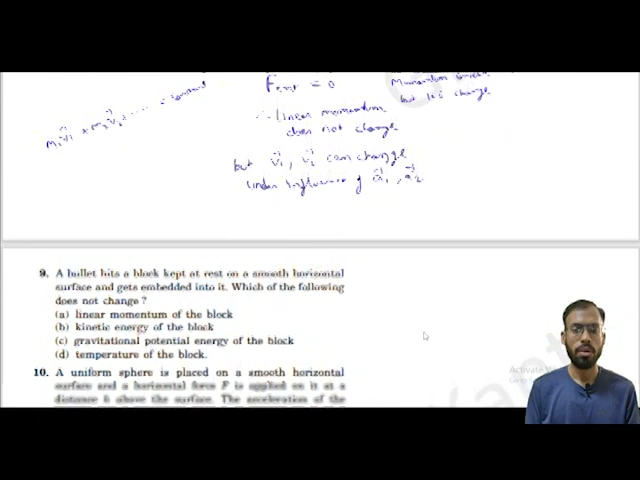 F⃗ext = 0
m₁v⃗₁ + m₂v⃗₂ ..... = constant
but
∴ Linear momentum
does not change
but v⃗₁, v⃗₂ can change
under influence of a⃗₁, a⃗₂
9. A bullet hits a block kept at rest on a smooth horizontal
surface and gets embedded into it. Which of the following
does not change ?
(a) linear momentum of the block
(b) kinetic energy of the block
(c) gravitational potential energy of the block
(d) temperature of the block.
Activate
10. A uniform sphere is placed on a smooth horizontal
surface and a horizontal force F is applied on it at a
distance h above the surface. The acceleration of the